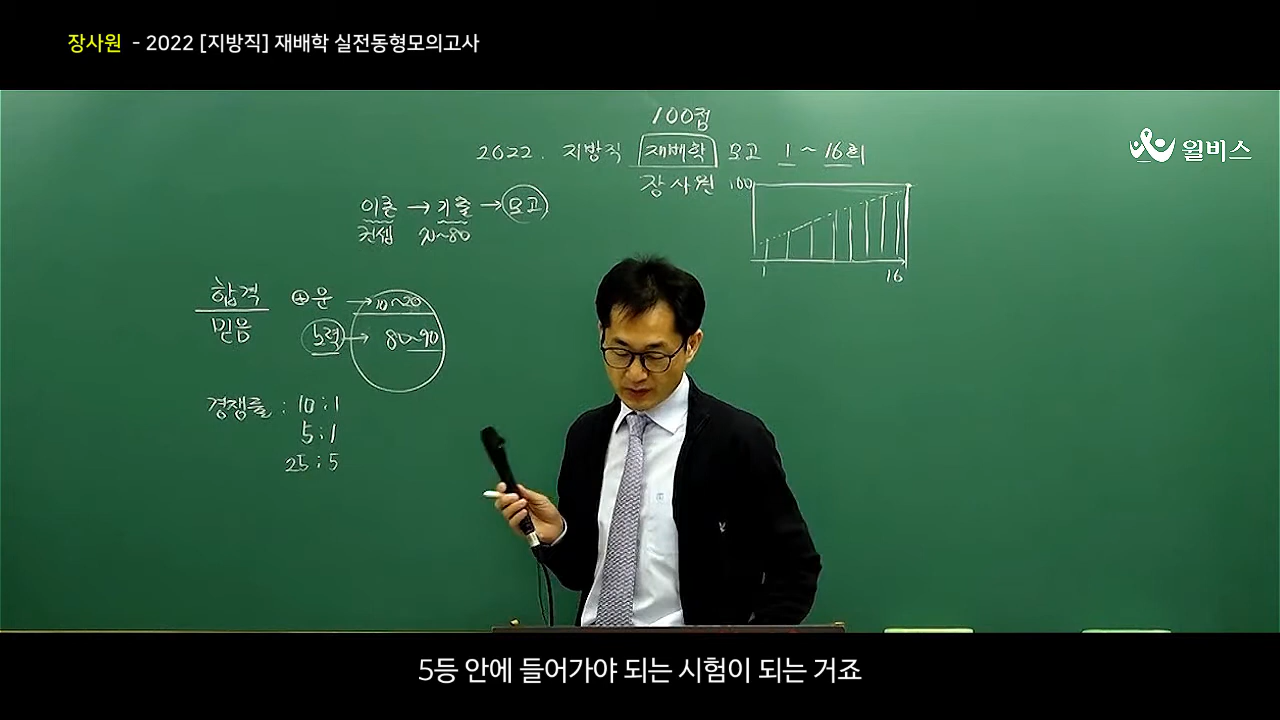 장사원 - 2022 [지방직] 재배학 실전동형모의고사
윌비스
100점
2022. 지방직 재배학 모고 1 ~ 16회
장사원
100
1 16
이론 → 기출 → 모고
컨셉 70~80
합격 + 운 → 10~20
믿음 노력 → 80~90
경쟁률 : 10:1
5:1
25:5
5등 안에 들어가야 되는 시험이 되는 거죠